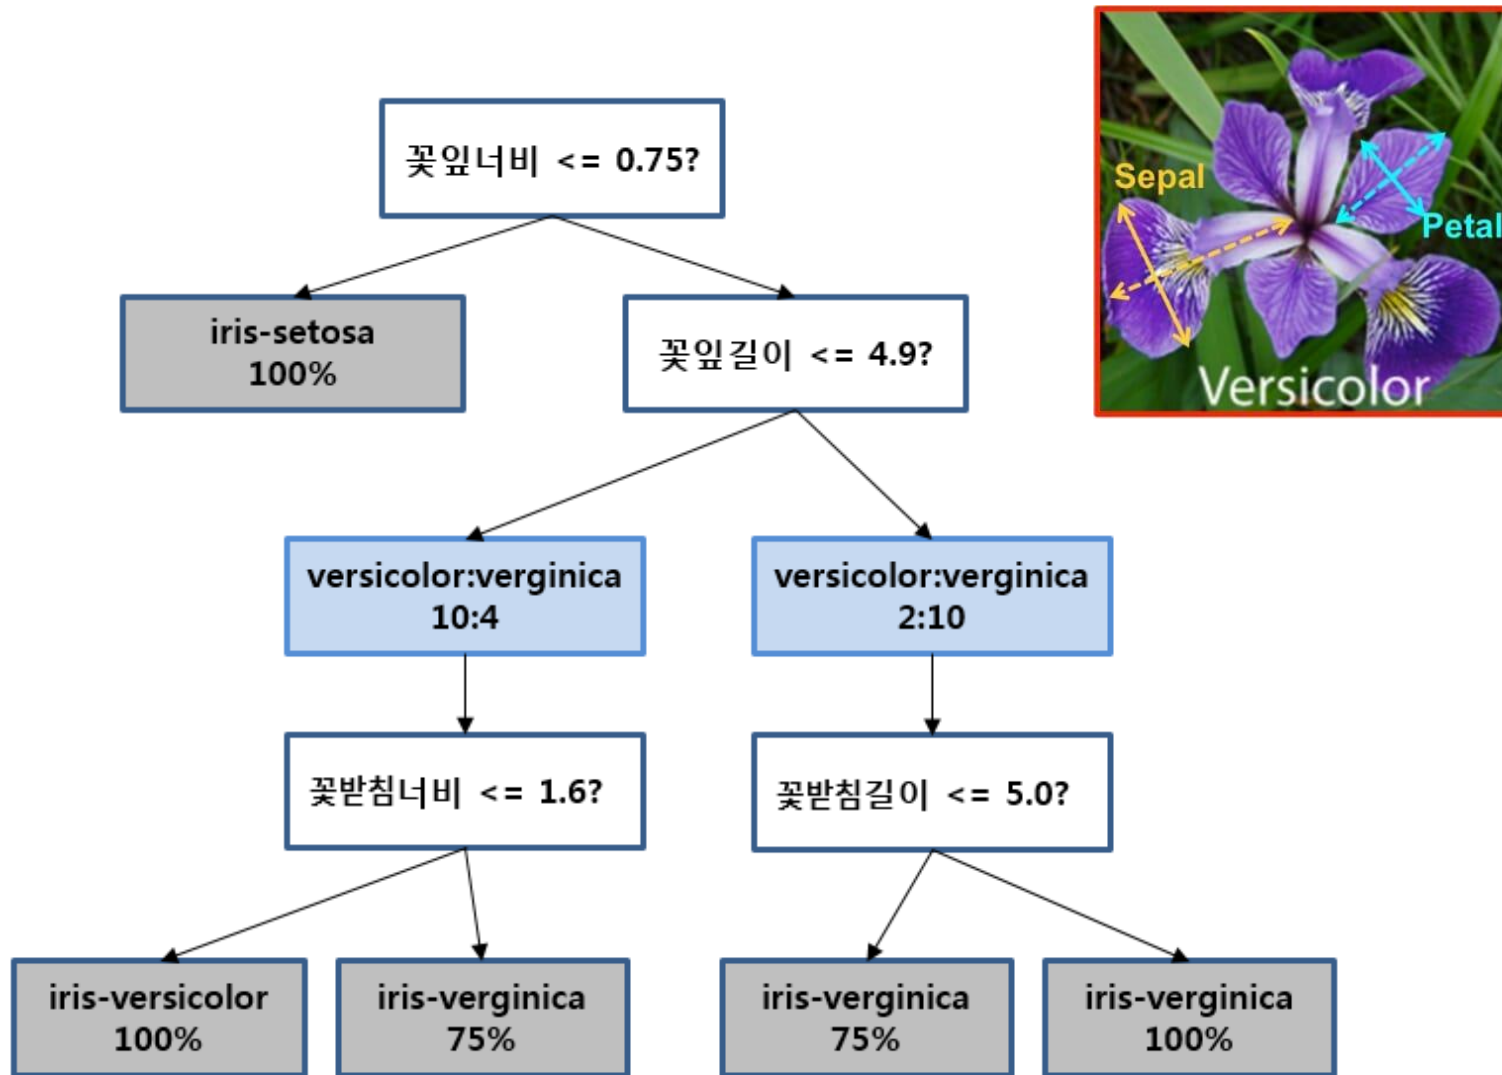 꽃잎너비 <= 0.75?
Sepal
Petal
Versicolor
iris-setosa
100%
꽃잎길이 <= 4.9?
versicolor:verginica
10:4
versicolor:verginica
2:10
꽃받침너비 <= 1.6?
꽃받침길이 <= 5.0?
iris-versicolor
100%
iris-verginica
75%
iris-verginica
75%
iris-verginica
100%